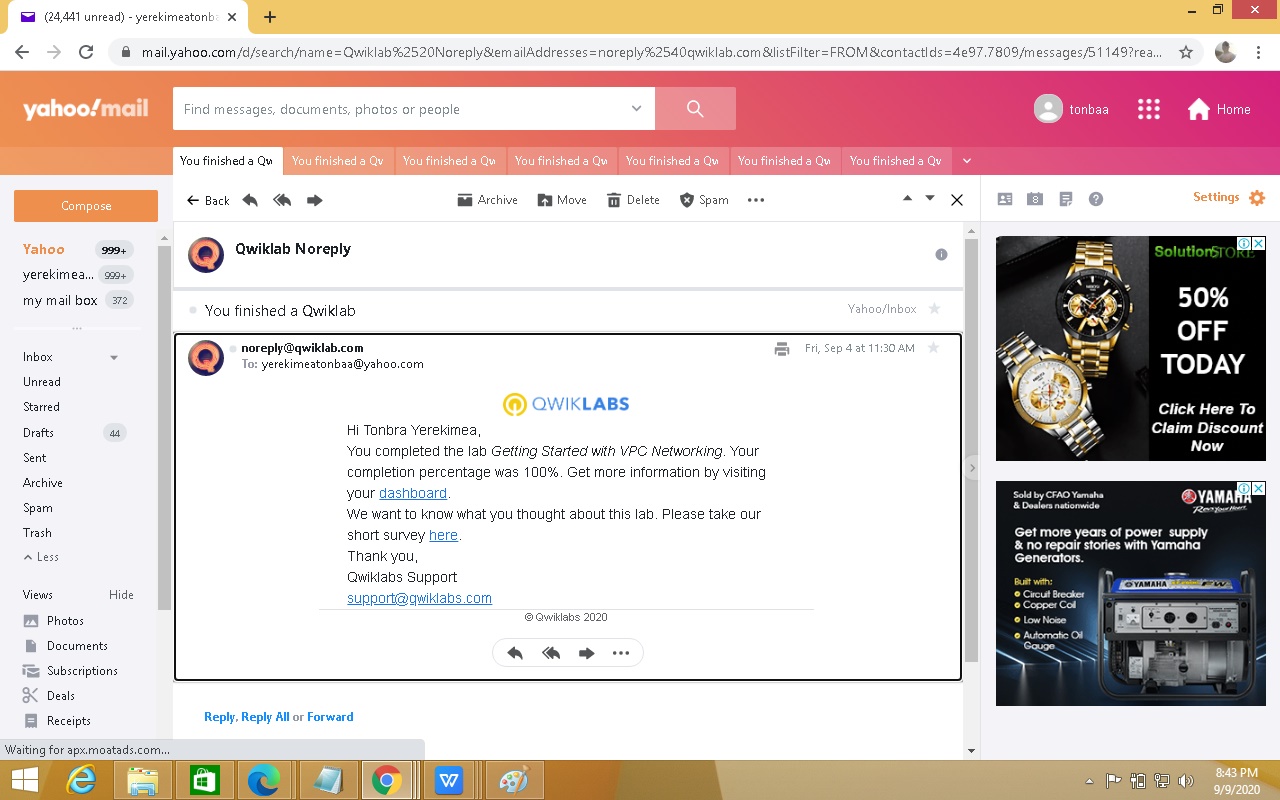 (24,441 unread) - yerekimeatonba
mail.yahoo.com/d/search/name=Qwiklab%2520Noreply&emailAddresses=noreply%2540qwiklab.com&listFilter=FROM&contactIds=4e97.7809/messages/51149?rea...
yahoo!mail
Find messages, documents, photos or people
tonbaa
Home
You finished a Qw
You finished a Qw
You finished a Qw
You finished a Qw
You finished a Qw
You finished a Qw
You finished a Qw
Compose
Back
Archive
Move
Delete
Spam
8
Settings
Yahoo 999+
yerekimea... 999+
my mail box 372
Inbox
Unread
Starred
Drafts 44
Sent
Archive
Spam
Trash
Less
Views Hide
Photos
Documents
Subscriptions
Deals
Receipts
Qwiklab Noreply
You finished a Qwiklab
Yahoo/Inbox
noreply@qwiklab.com
Fri, Sep 4 at 11:30 AM
To: yerekimeatonbaa@yahoo.com
QWIKLABS
Hi Tonbra Yerekimea,
You completed the lab Getting Started with VPC Networking. Your
completion percentage was 100%. Get more information by visiting
your dashboard.
We want to know what you thought about this lab. Please take our
short survey here.
Thank you,
Qwiklabs Support
support@qwiklabs.com
© Qwiklabs 2020
Reply, Reply All or Forward
SolutionSTORE
50%
OFF
TODAY
Click Here To
Claim Discount
Now
Sold by CFAO Yamaha
& Dealers nationwide
YAMAHA
Revs Your Heart
Get more years of power supply
& no repair stories with Yamaha
Generators.
Built with:
Circuit Breaker
Copper Coil
Low Noise
Automatic Oil
Gauge
YAMAHA
Waiting for apx.moatads.com...
8:43 PM
9/9/2020